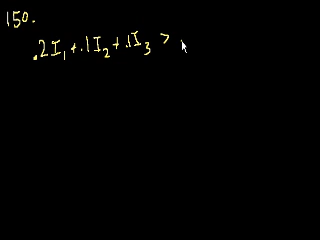 150.
.2I₁ + .1I₂ + .1I₃ >